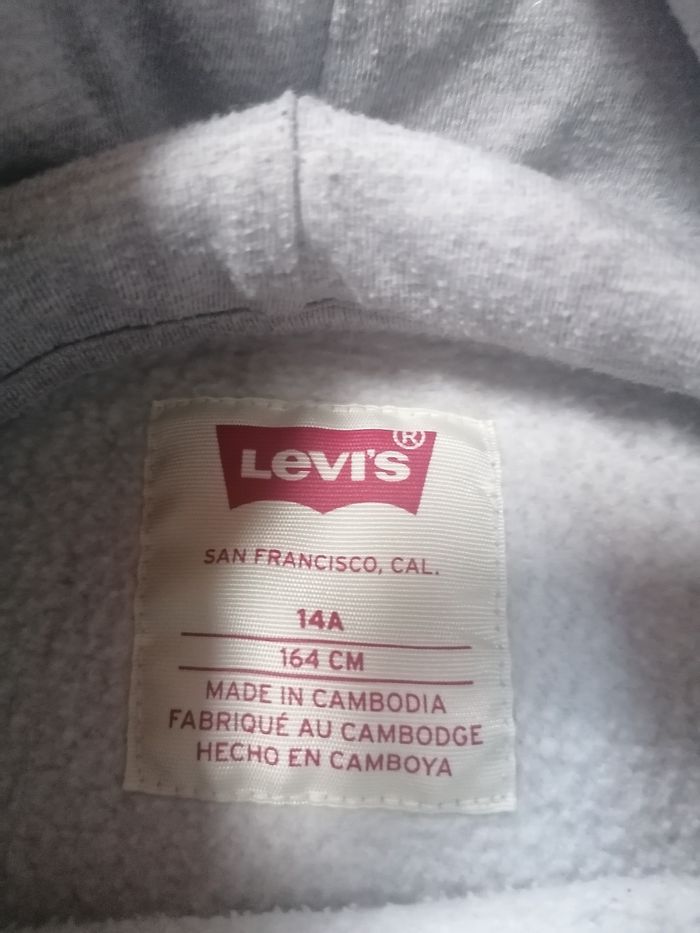 Levi's®
SAN FRANCISCO, CAL.
14A
164 CM
MADE IN CAMBODIA
FABRIQUÉ AU CAMBODGE
HECHO EN CAMBOYA